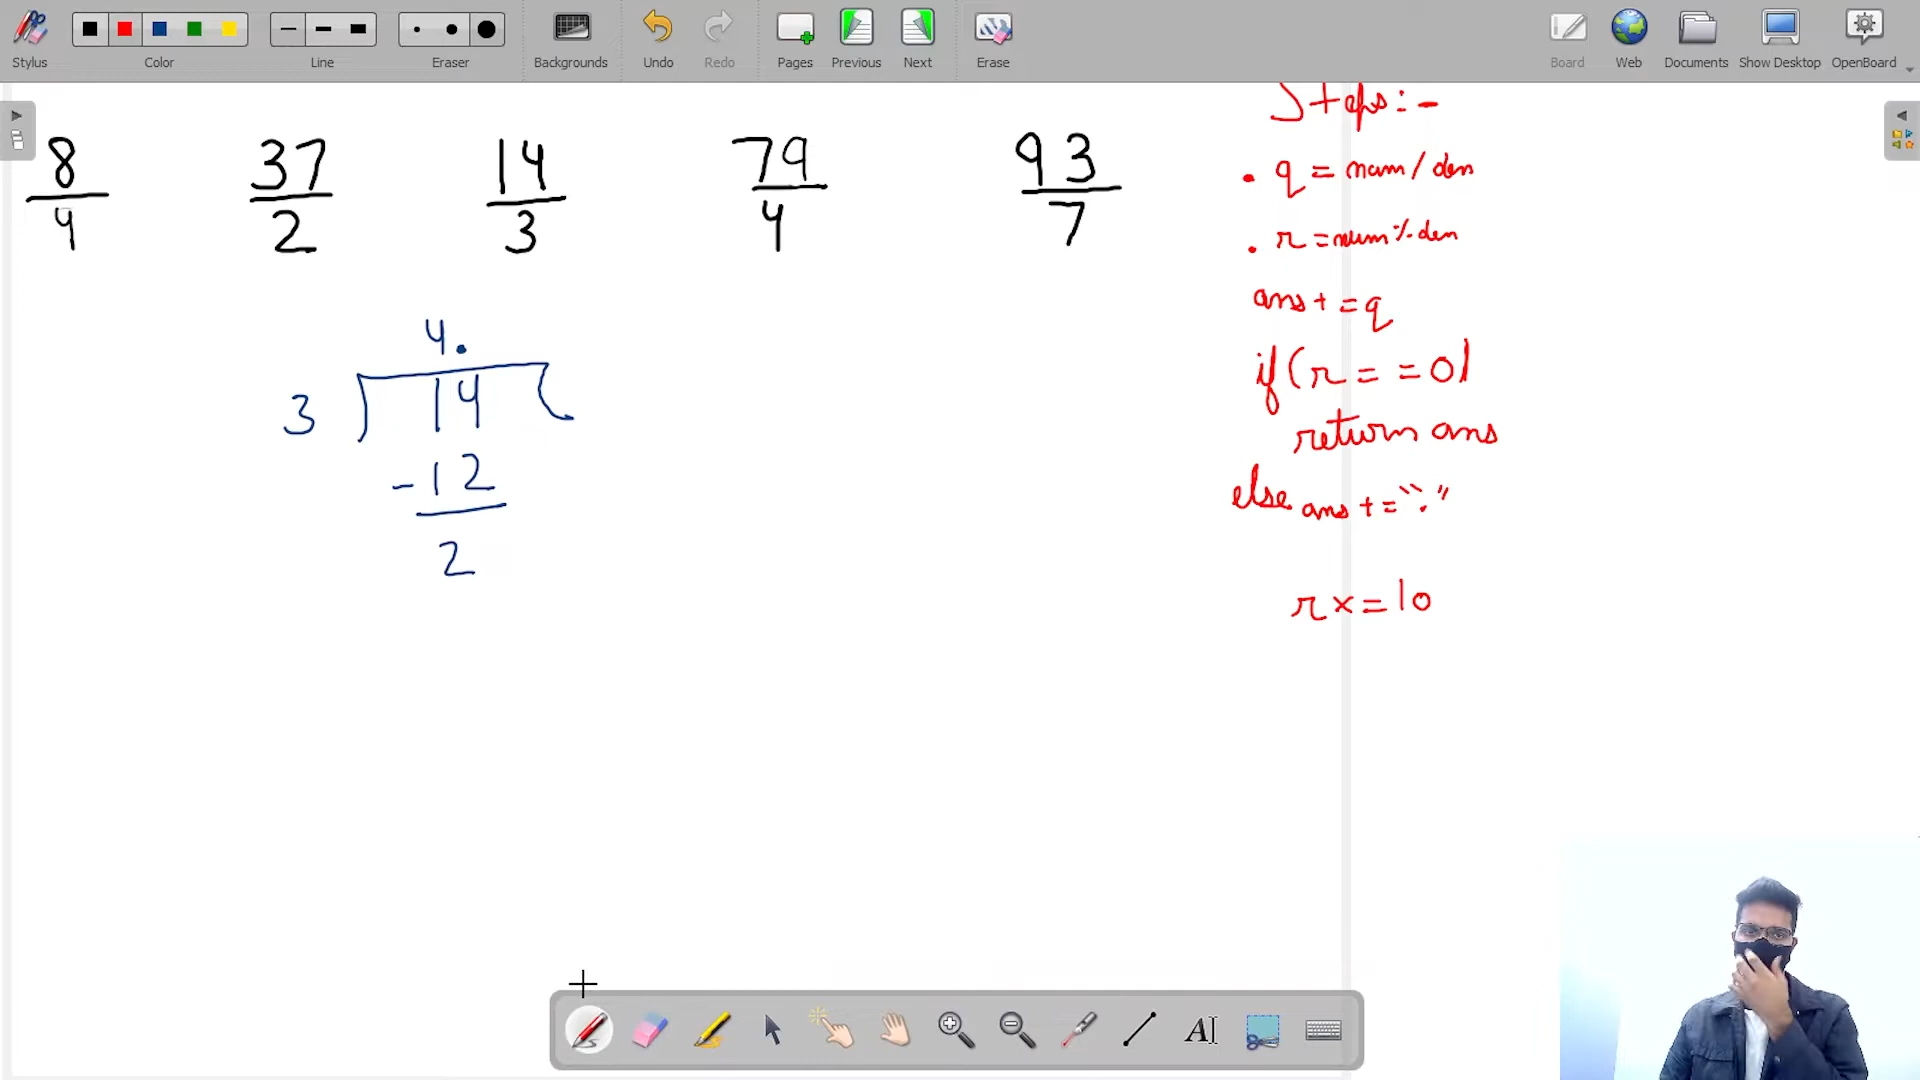 Stylus
Color
Line
Eraser
Backgrounds
Undo
Redo
Pages
Previous
Next
Erase
Board
Web
Documents
Show Desktop
OpenBoard
8
4
37
2
14
3
79
4
93
7
4.
3
14
-12
2
Steps:-
• q = num/den
• r = num%den
ans+=q
if(r==0)
return ans
else ans+="."
rx=10
AI